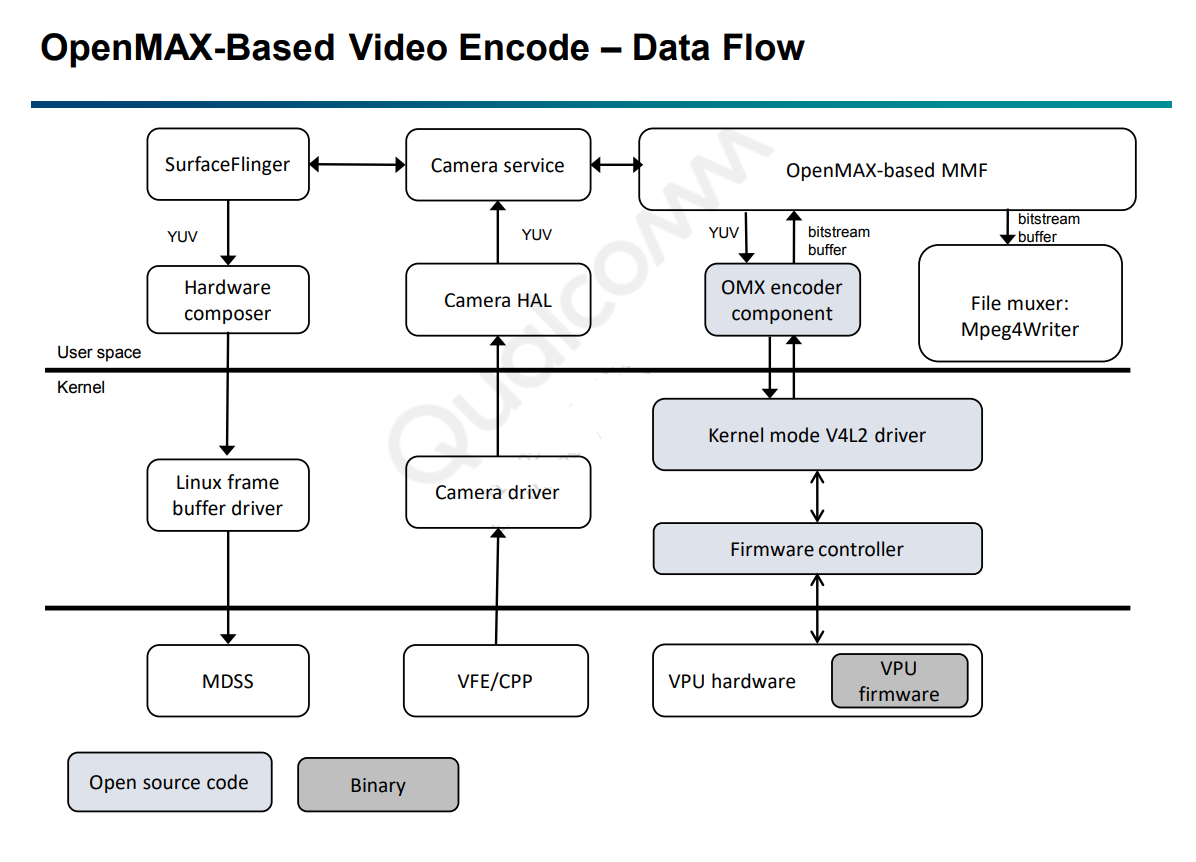 OpenMAX-Based Video Encode – Data Flow
SurfaceFlinger
Camera service
OpenMAX-based MMF
YUV
YUV
YUV
bitstream
buffer
bitstream
buffer
Hardware
composer
Camera HAL
OMX encoder
component
File muxer:
Mpeg4Writer
User space
Kernel
Linux frame
buffer driver
Camera driver
Kernel mode V4L2 driver
Firmware controller
MDSS
VFE/CPP
VPU hardware
VPU
firmware
Open source code
Binary
Qualcomm